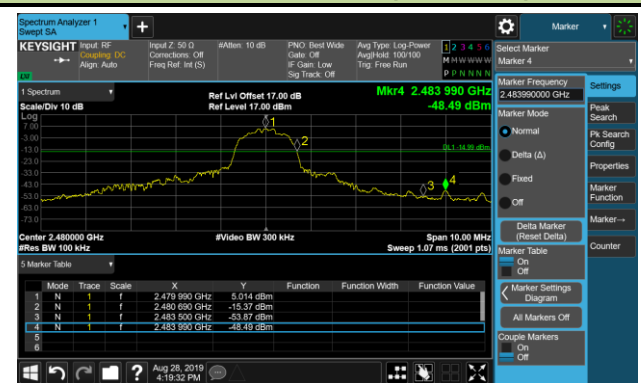 Spectrum Analyzer 1
Swept SA
Marker
KEYSIGHT
Input: RF
Coupling: DC
Align: Auto
Input Z: 50 Ω
Corrections: Off
Freq Ref: Int (S)
#Atten: 10 dB
PNO: Best Wide
Gate: Off
IF Gain: Low
Sig Track: Off
Avg Type: Log-Power
Avg|Hold: 100/100
Trig: Free Run
1 2 3 4 5 6
M M W W W W
P P N N N N
LW
Select Marker
Marker 4
1 Spectrum
Scale/Div 10 dB
Log
Ref Lvl Offset 17.00 dB
Ref Level 17.00 dBm
Mkr4 2.483 990 GHz
-48.49 dBm
7.00
-3.00
-13.0
-23.0
-33.0
-43.0
-53.0
-63.0
-73.0
1
2
3
4
DL1 -14.99 dBm
Center 2.480000 GHz
#Res BW 100 kHz
#Video BW 300 kHz
Span 10.00 MHz
Sweep 1.07 ms (2001 pts)
5 Marker Table
Mode Trace Scale X Y Function Function Width Function Value
1 N 1 f 2.479 990 GHz 5.014 dBm
2 N 1 f 2.480 690 GHz -15.37 dBm
3 N 1 f 2.483 500 GHz -53.87 dBm
4 N 1 f 2.483 990 GHz -48.49 dBm
5
6
Marker Frequency
2.483990000 GHz
Marker Mode
Normal
Delta (Δ)
Fixed
Off
Delta Marker
(Reset Delta)
Marker Table
On
Off
Marker Settings
Diagram
All Markers Off
Couple Markers
On
Off
Settings
Peak
Search
Pk Search
Config
Properties
Marker
Function
Marker→
Counter
?
Aug 28, 2019
4:19:32 PM